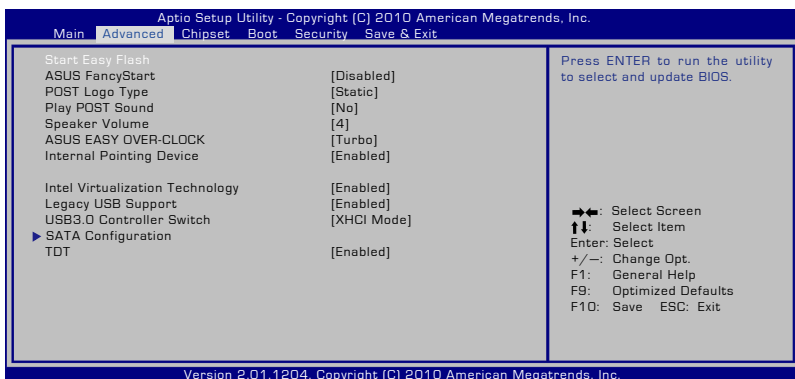 Aptio Setup Utility - Copyright (C) 2010 American Megatrends, Inc.
Main Advanced Chipset Boot Security Save & Exit
Start Easy Flash
ASUS FancyStart [Disabled]
POST Logo Type [Static]
Play POST Sound [No]
Speaker Volume [4]
ASUS EASY OVER-CLOCK [Turbo]
Internal Pointing Device [Enabled]
Intel Virtualization Technology [Enabled]
Legacy USB Support [Enabled]
USB3.0 Controller Switch [XHCI Mode]
SATA Configuration
TDT [Enabled]
Press ENTER to run the utility
to select and update BIOS.
→←: Select Screen
↑↓: Select Item
Enter: Select
+/—: Change Opt.
F1: General Help
F9: Optimized Defaults
F10: Save ESC: Exit
Version 2.01.1204. Copyright (C) 2010 American Megatrends, Inc.